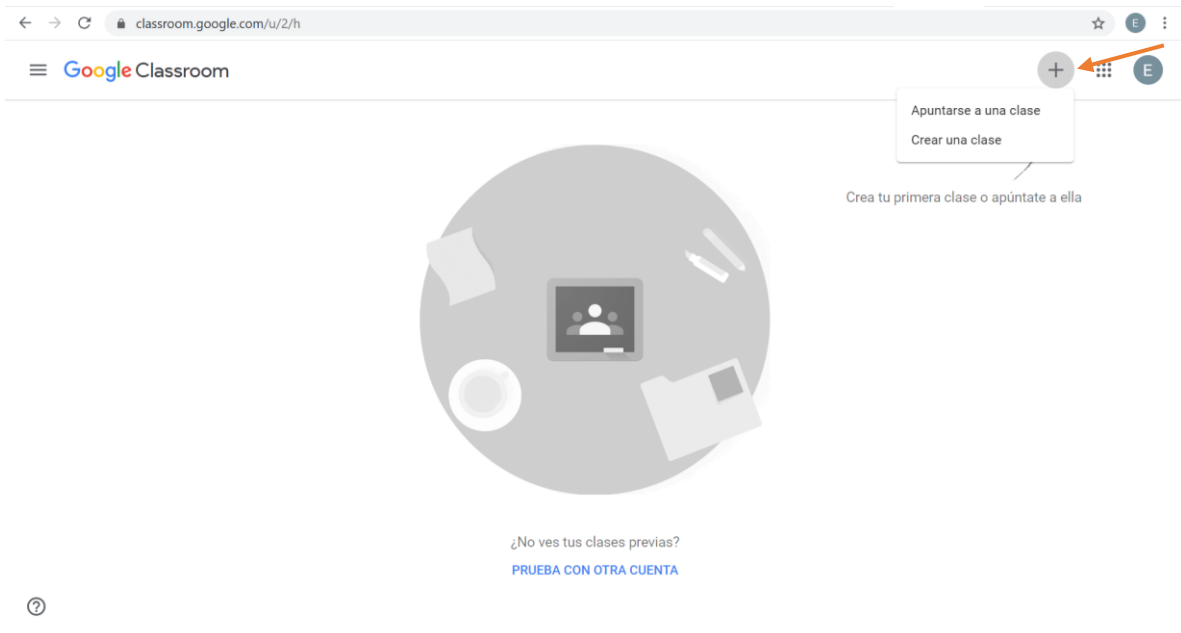 classroom.google.com/u/2/h
E
Google Classroom
E
Apuntarse a una clase
Crear una clase
Crea tu primera clase o apúntate a ella
¿No ves tus clases previas?
PRUEBA CON OTRA CUENTA